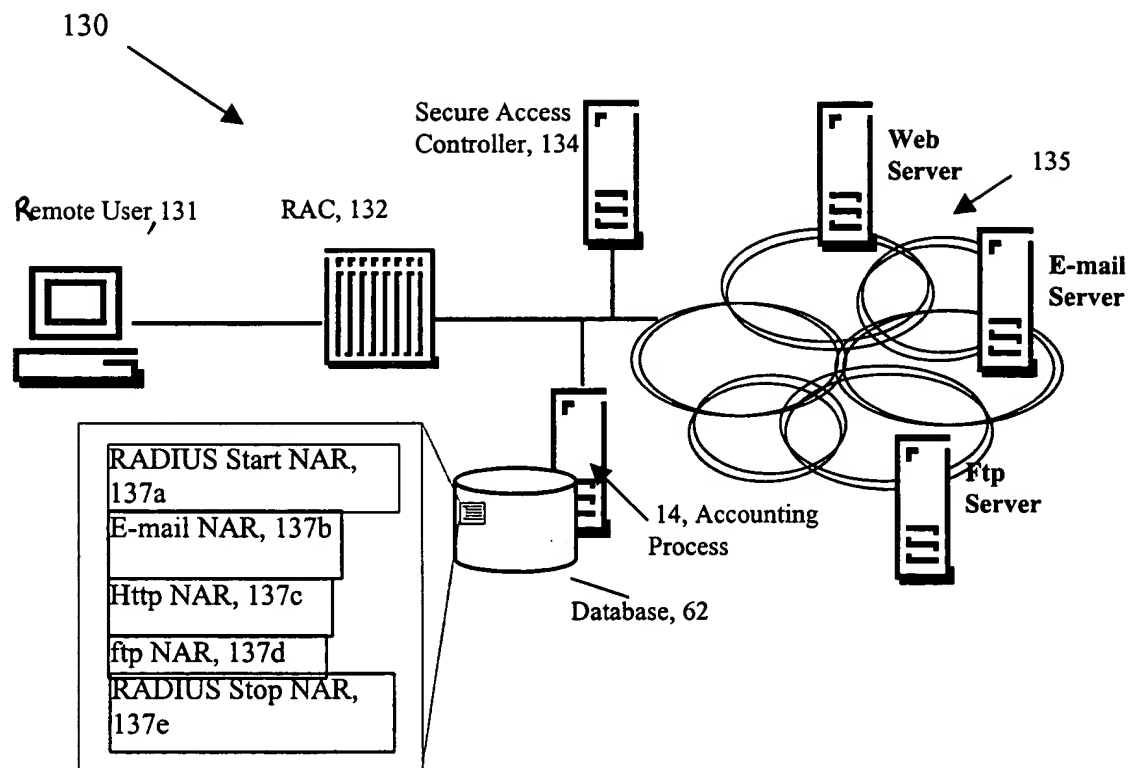 130
Secure Access
Controller, 134
Web
Server
135
Remote User, 131
RAC, 132
E-mail
Server
RADIUS Start NAR,
137a
E-mail NAR, 137b
Http NAR, 137c
ftp NAR, 137d
RADIUS Stop NAR,
137e
14, Accounting
Process
Database, 62
Ftp
Server